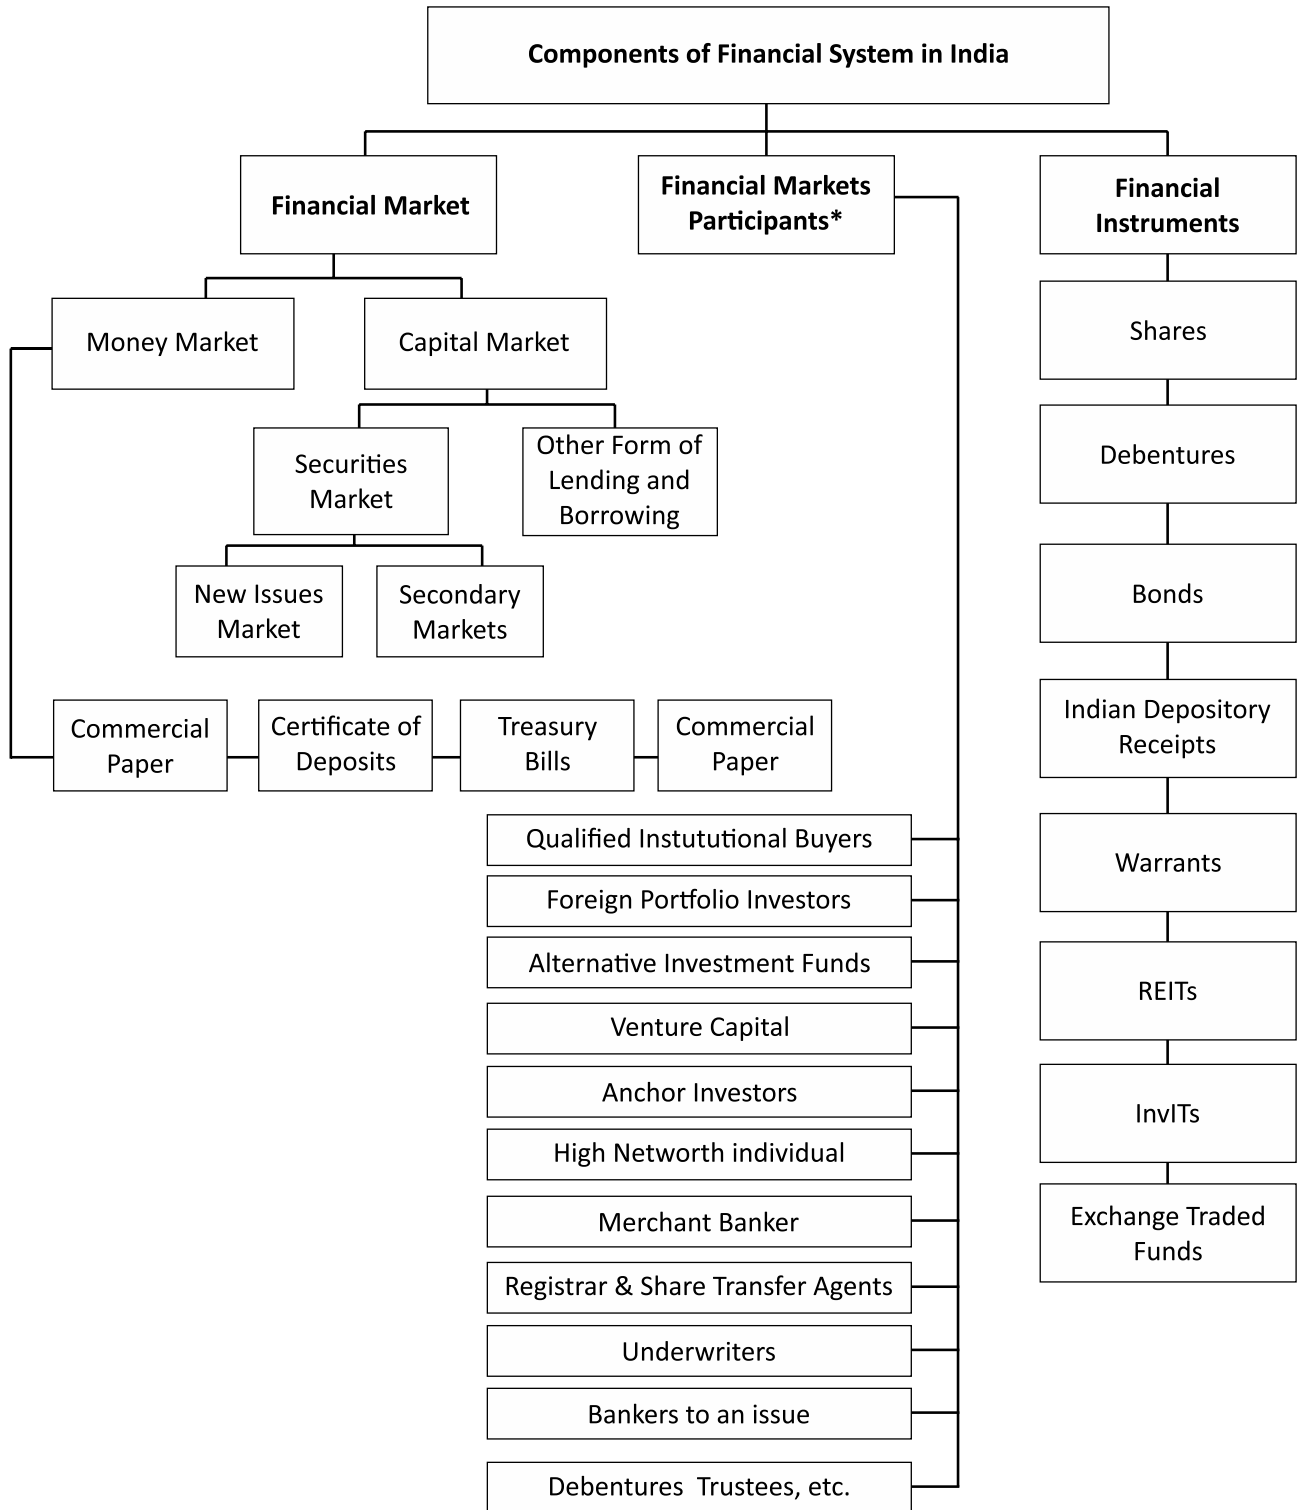 Components of Financial System in India
Financial Market
Financial Markets
Participants*
Financial
Instruments
Money Market
Capital Market
Securities
Market
Other Form of
Lending and
Borrowing
New Issues
Market
Secondary
Markets
Commercial
Paper
Certificate of
Deposits
Treasury
Bills
Commercial
Paper
Qualified Instututional Buyers
Foreign Portfolio Investors
Alternative Investment Funds
Venture Capital
Anchor Investors
High Networth individual
Merchant Banker
Registrar & Share Transfer Agents
Underwriters
Bankers to an issue
Debentures  Trustees, etc.
Shares
Debentures
Bonds
Indian Depository
Receipts
Warrants
REITs
InvITs
Exchange Traded
Funds